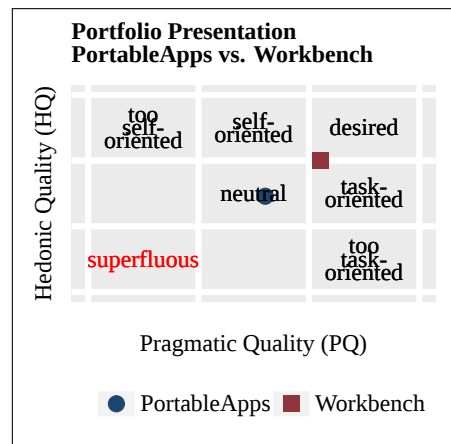 Portfolio Presentation
PortableApps vs. Workbench
Hedonic Quality (HQ)
too
self-
oriented
self-
oriented
desired
neutral
task-
oriented
superfluous
too
task-
oriented
Pragmatic Quality (PQ)
PortableApps
Workbench